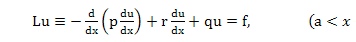 Lu ≡ − d/dx (p du/dx) + r du/dx + qu = f, (a < x